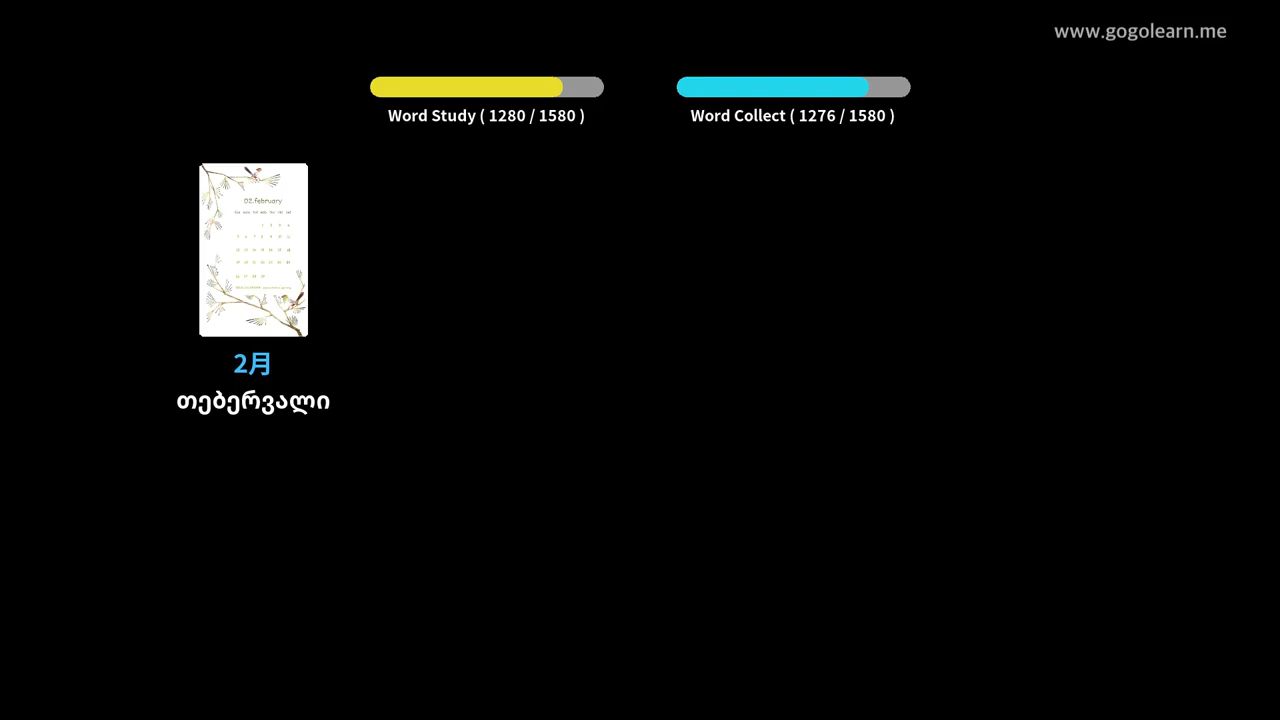 www.gogolearn.me
Word Study ( 1280 / 1580 )
Word Collect ( 1276 / 1580 )
02.february
2月
თებერვალი